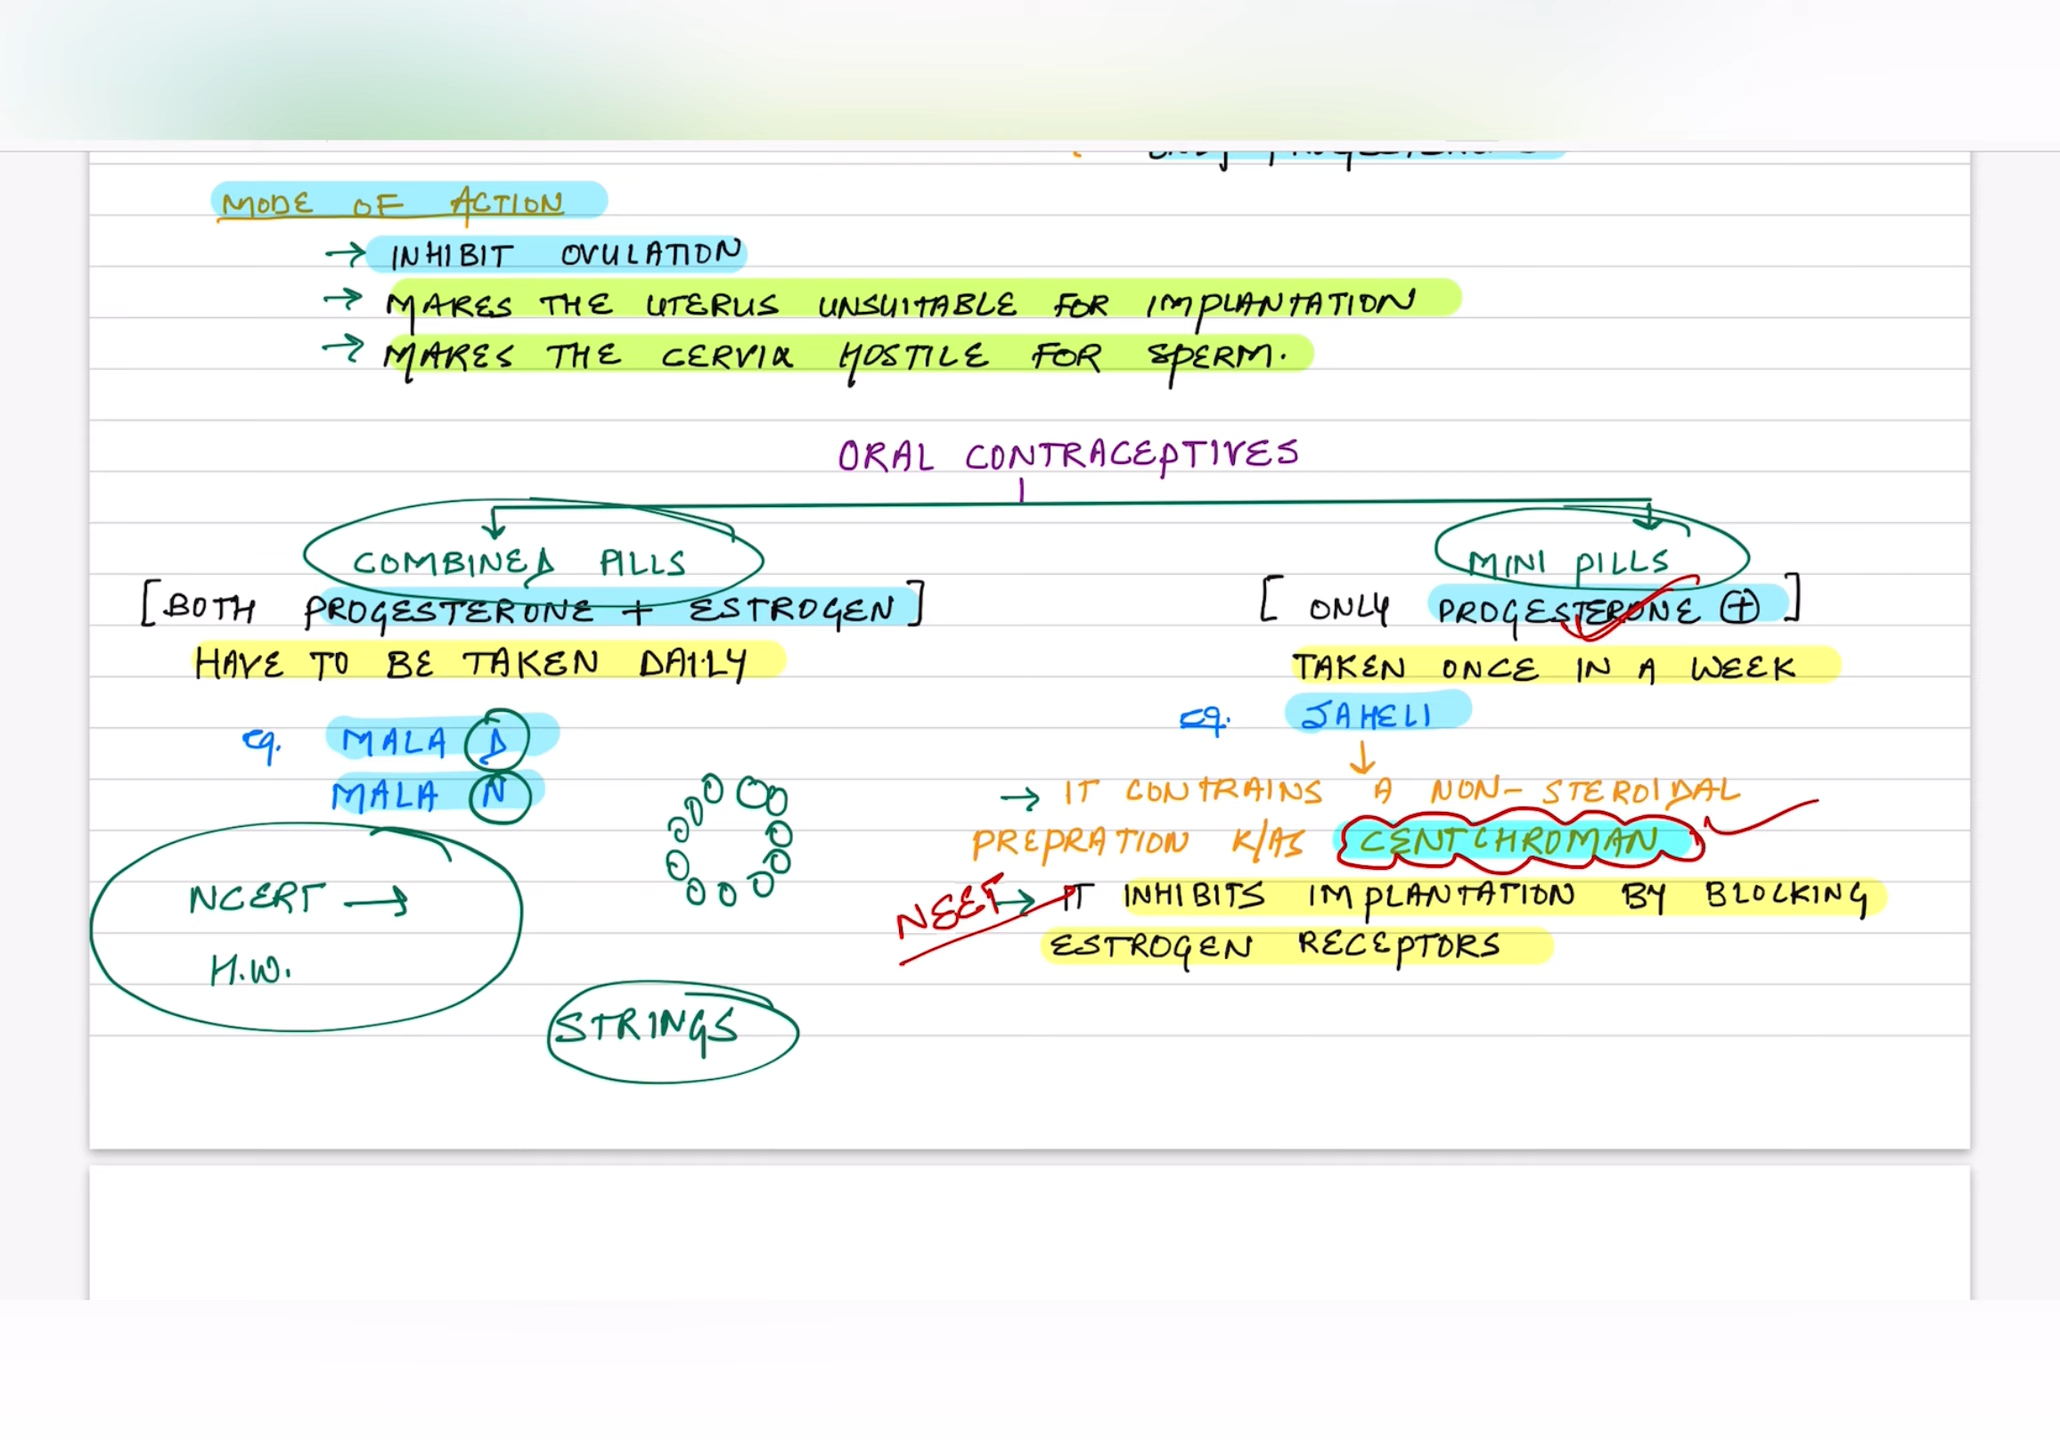 MODE OF ACTION
→ INHIBIT OVULATION
→ MAKES THE UTERUS UNSUITABLE FOR IMPLANTATION
→ MAKES THE CERVIX HOSTILE FOR SPERM.
ORAL CONTRACEPTIVES
COMBINED PILLS
[BOTH PROGESTERONE + ESTROGEN]
HAVE TO BE TAKEN DAILY
eg. MALA D
MALA N
NCERT →
H.W.
STRINGS
MINI PILLS
[ ONLY PROGESTERONE + ]
TAKEN ONCE IN A WEEK
eg. SAHELI
→ IT CONTRAINS A NON-STEROIDAL
PREPRATION K/AS CENTCHROMAN
NEET → IT INHIBITS IMPLANTATION BY BLOCKING
ESTROGEN RECEPTORS